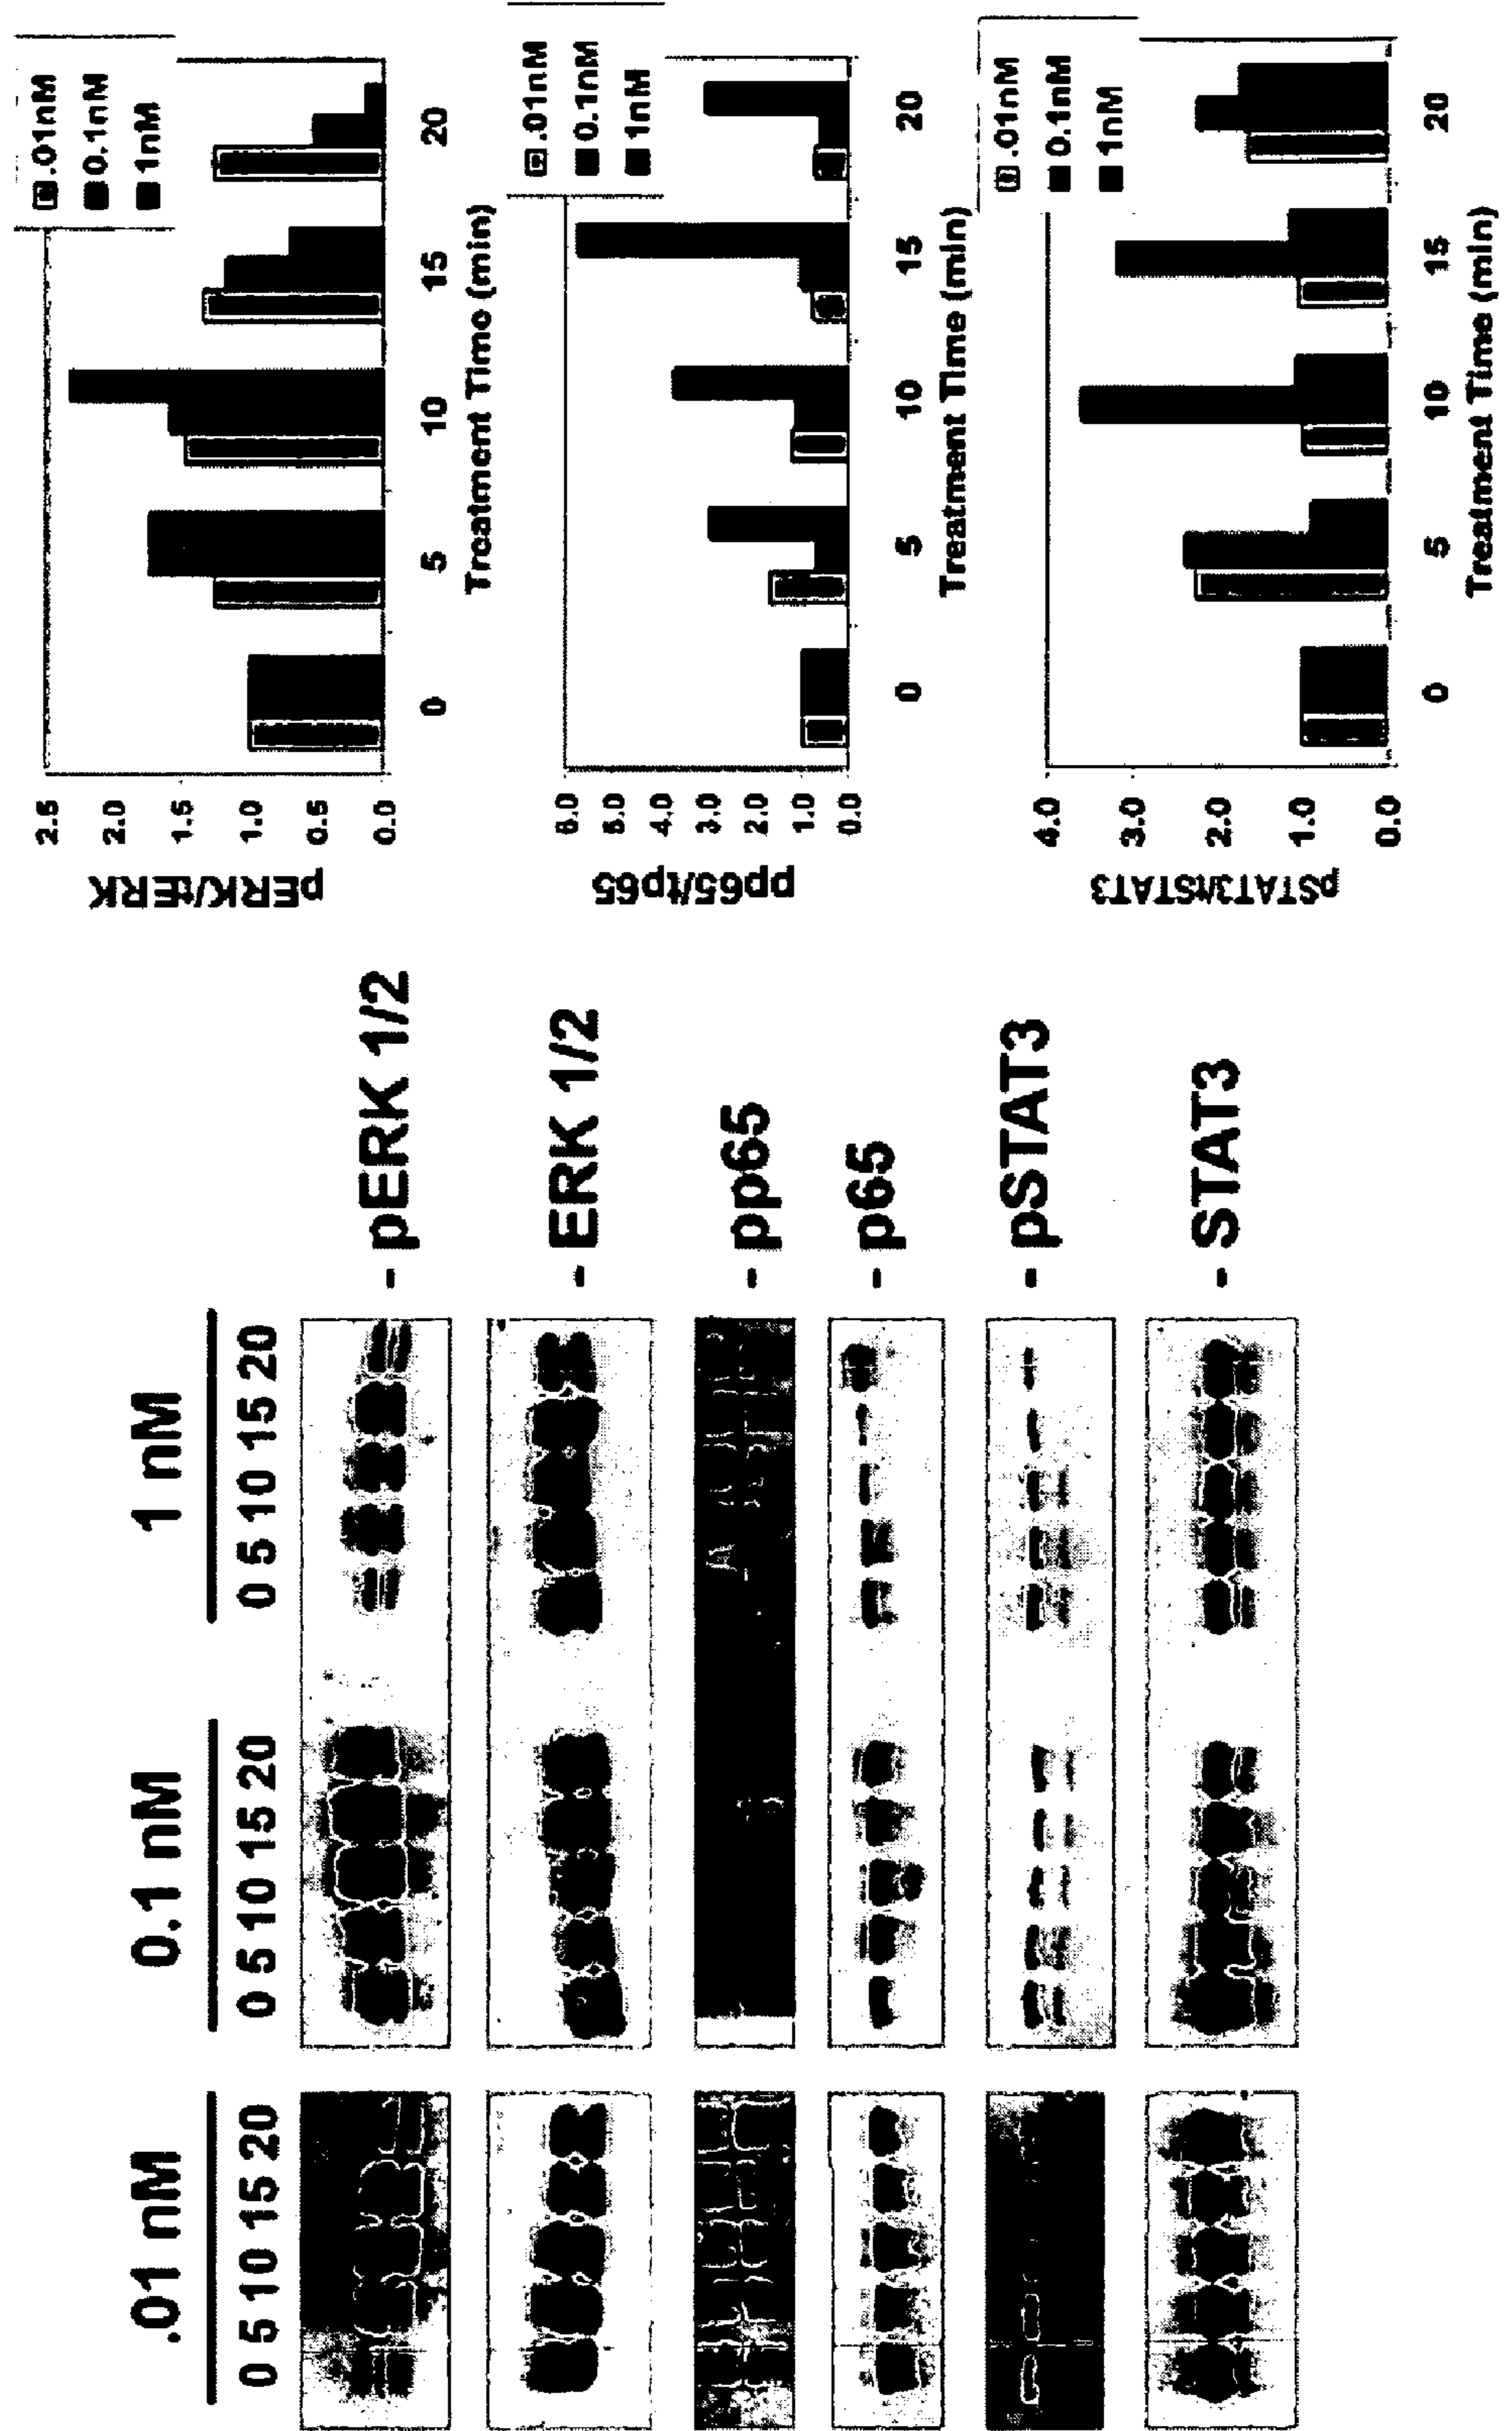 .01 nM 0.1 nM 1 nM
0 5 10 15 20 0 5 10 15 20 0 5 10 15 20
- pERK 1/2
- ERK 1/2
- pp65
- p65
- pSTAT3
- STAT3
pERK/tERK
2.5
2.0
1.5
1.0
0.5
0.0
.01nM
0.1nM
1nM
0 5 10 15 20
Treatment Time (min)
pp65/tp65
6.0
5.0
4.0
3.0
2.0
1.0
0.0
.01nM
0.1nM
1nM
0 5 10 15 20
Treatment Time (min)
pSTAT3/tSTAT3
4.0
3.0
2.0
1.0
0.0
.01nM
0.1nM
1nM
0 5 10 15 20
Treatment Time (min)